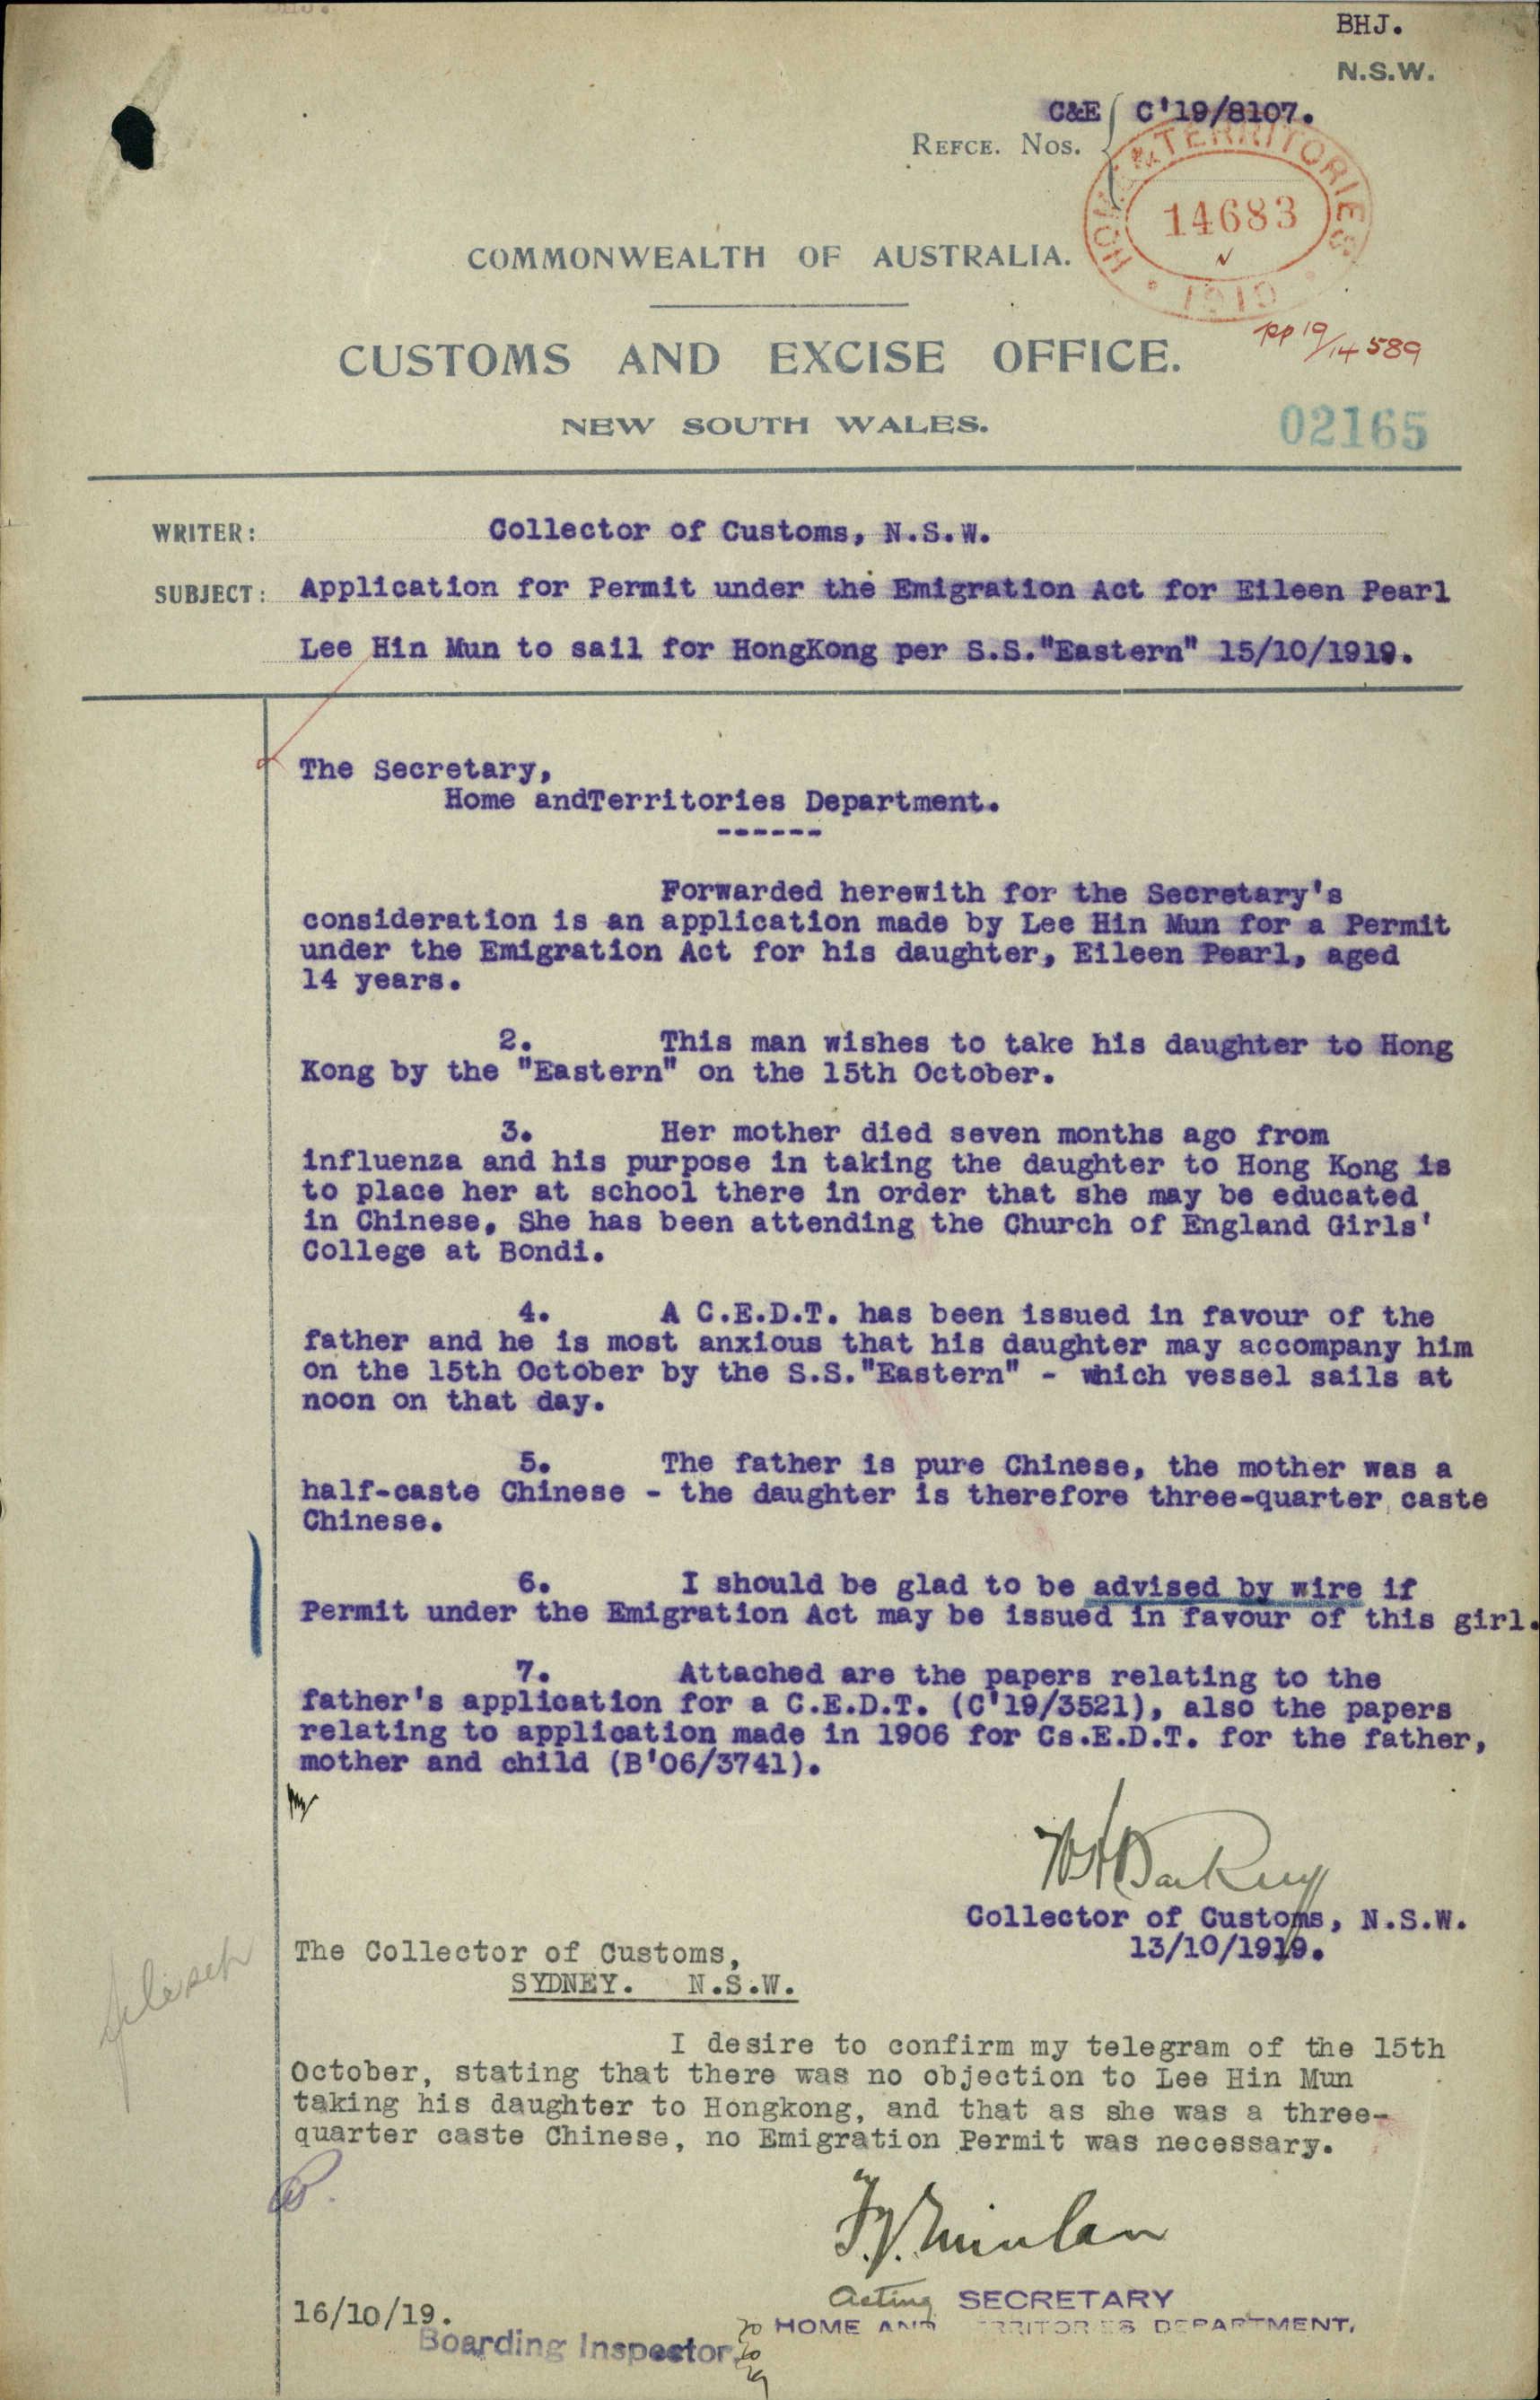 BHJ.
N.S.W.
C&E C'19/8107.
REFCE. NOS.
HOME & TERRITORIES
14683
1919
COMMONWEALTH OF AUSTRALIA.
pp 19/14589
CUSTOMS AND EXCISE OFFICE.
NEW SOUTH WALES.
02165
WRITER: Collector of Customs, N.S.W.
SUBJECT: Application for Permit under the Emigration Act for Eileen Pearl
Lee Hin Mun to sail for HongKong per S.S."Eastern" 15/10/1919.
The Secretary,
Home andTerritories Department.
------
Forwarded herewith for the Secretary's
consideration is an application made by Lee Hin Mun for a Permit
under the Emigration Act for his daughter, Eileen Pearl, aged
14 years.
2. This man wishes to take his daughter to Hong
Kong by the "Eastern" on the 15th October.
3. Her mother died seven months ago from
influenza and his purpose in taking the daughter to Hong Kong is
to place her at school there in order that she may be educated
in Chinese. She has been attending the Church of England Girls'
College at Bondi.
4. A C.E.D.T. has been issued in favour of the
father and he is most anxious that his daughter may accompany him
on the 15th October by the S.S."Eastern" - which vessel sails at
noon on that day.
5. The father is pure Chinese, the mother was a
half-caste Chinese - the daughter is therefore three-quarter caste
Chinese.
6. I should be glad to be advised by wire if
Permit under the Emigration Act may be issued in favour of this girl.
7. Attached are the papers relating to the
father's application for a C.E.D.T. (C'19/3521), also the papers
relating to application made in 1906 for Cs.E.D.T. for the father,
mother and child (B'06/3741).
Collector of Customs, N.S.W.
13/10/1919.
The Collector of Customs,
SYDNEY. N.S.W.
I desire to confirm my telegram of the 15th
October, stating that there was no objection to Lee Hin Mun
taking his daughter to Hongkong, and that as she was a three-
quarter caste Chinese, no Emigration Permit was necessary.
Acting SECRETARY
HOME AND TERRITORIES DEPARTMENT.
16/10/19.
Boarding Inspector.